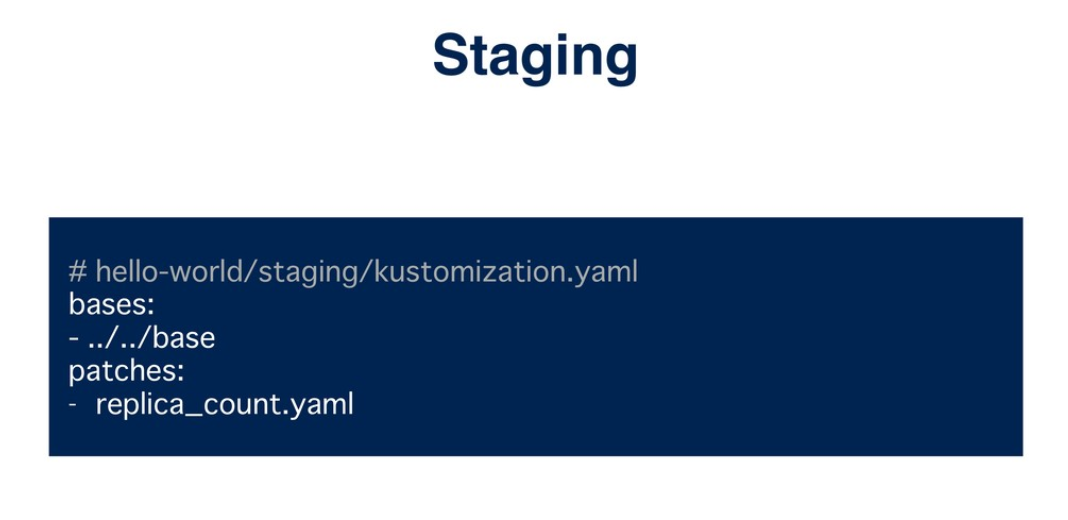 Staging
# hello-world/staging/kustomization.yaml
bases:
- ../../base
patches:
- replica_count.yaml